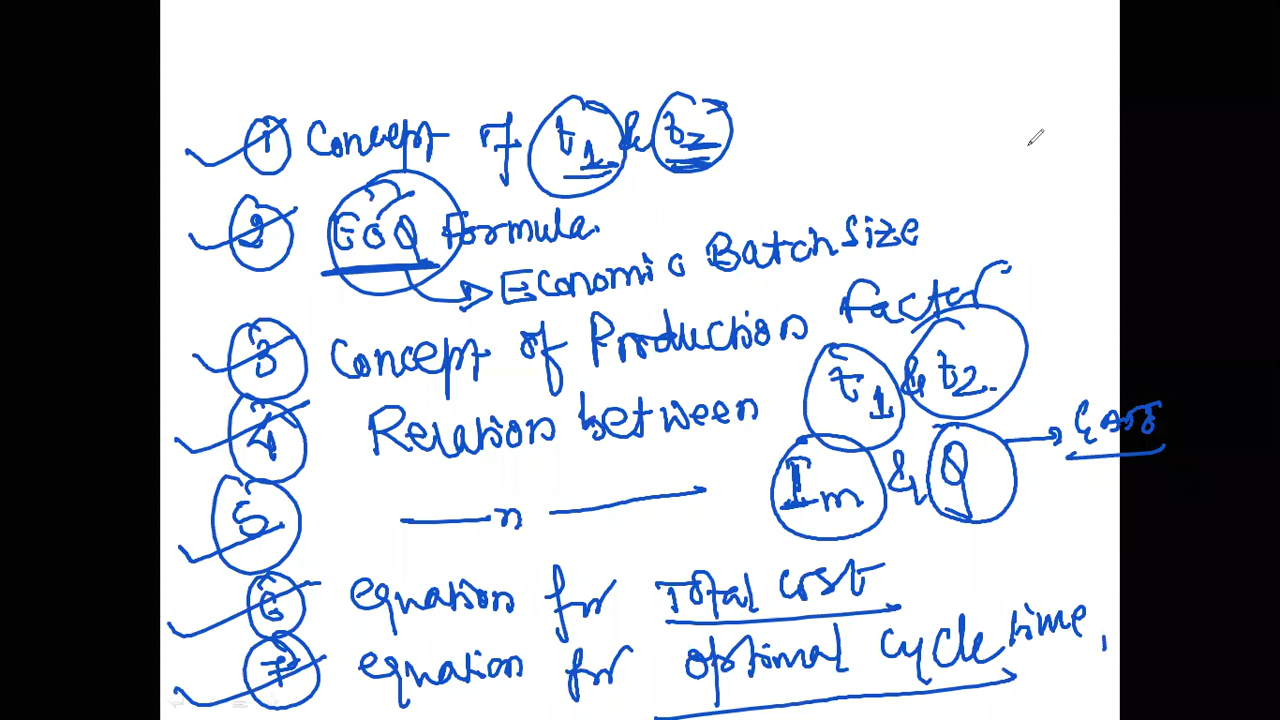 1 Concept of t1 & t2
2 EOQ Formula.
→ Economic Batch size
3 Concept of Production factor
4 Relation between t1 & t2.
5 —— " —— Im & Q →
6 equation for Total cost
7 equation for optimal cycle time,